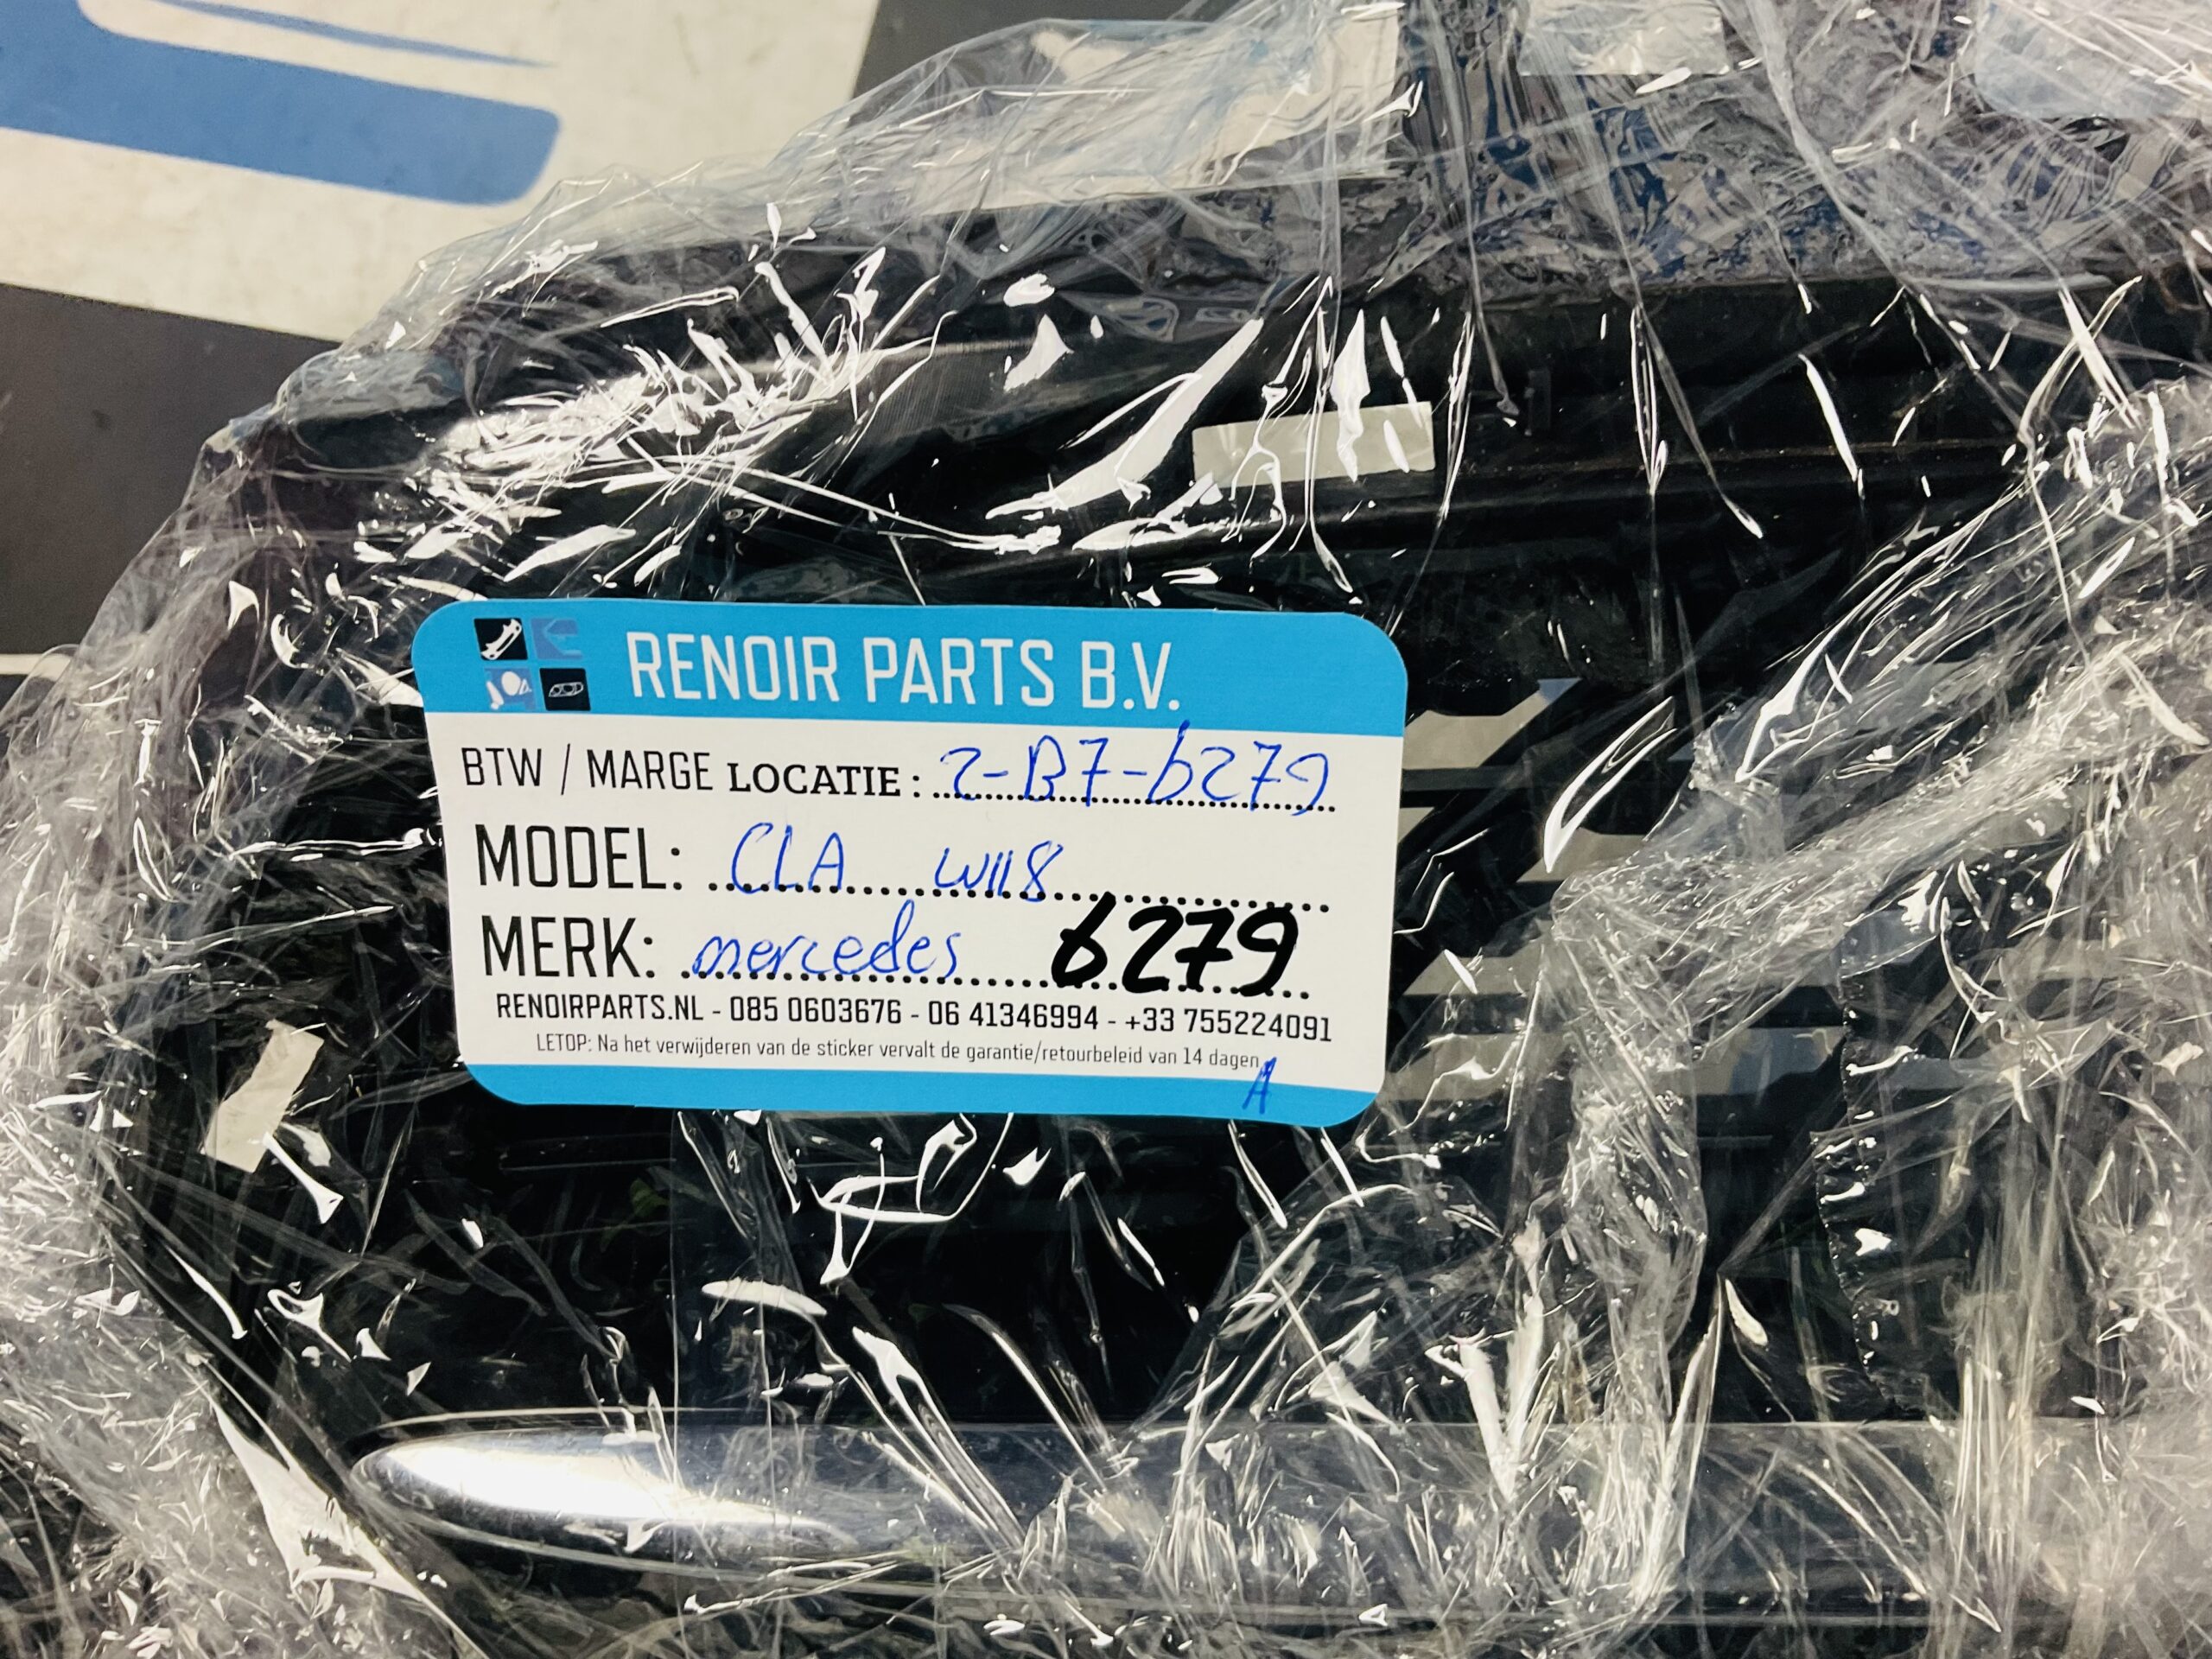 RENOIR PARTS B.V.
BTW / MARGE LOCATIE: 2-B7-6279
MODEL: CLA W118
MERK: mercedes 6279
RENOIRPARTS.NL - 085 0603676 - 06 41346994 - +33 755224091
LETOP: Na het verwijderen van de sticker vervalt de garantie/retourbeleid van 14 dagen
A